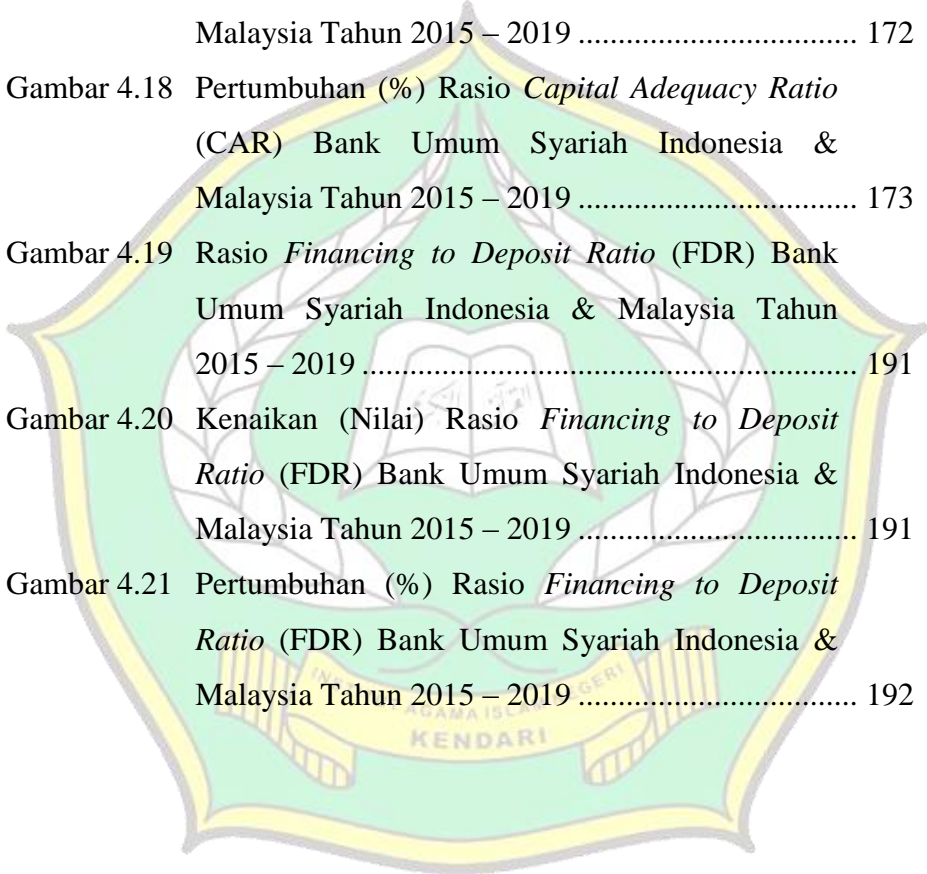 Malaysia Tahun 2015 – 2019 .................................. 172
Gambar 4.18 Pertumbuhan (%) Rasio Capital Adequacy Ratio
(CAR) Bank Umum Syariah Indonesia &
Malaysia Tahun 2015 – 2019 .................................. 173
Gambar 4.19 Rasio Financing to Deposit Ratio (FDR) Bank
Umum Syariah Indonesia & Malaysia Tahun
2015 – 2019 ............................................................ 191
Gambar 4.20 Kenaikan (Nilai) Rasio Financing to Deposit
Ratio (FDR) Bank Umum Syariah Indonesia &
Malaysia Tahun 2015 – 2019 .................................. 191
Gambar 4.21 Pertumbuhan (%) Rasio Financing to Deposit
Ratio (FDR) Bank Umum Syariah Indonesia &
Malaysia Tahun 2015 – 2019 .................................. 192
AGAMA ISLAM
KENDARI